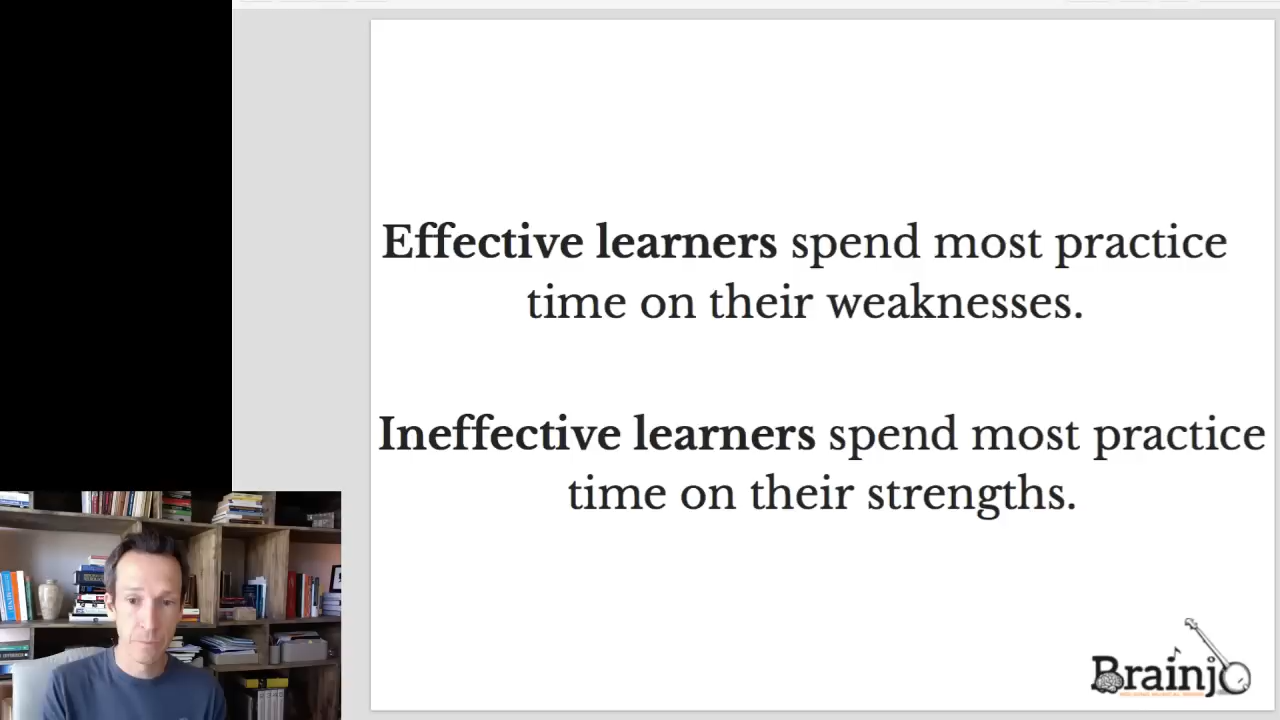 Effective learners spend most practice
time on their weaknesses.
Ineffective learners spend most practice
time on their strengths.
Brainjo